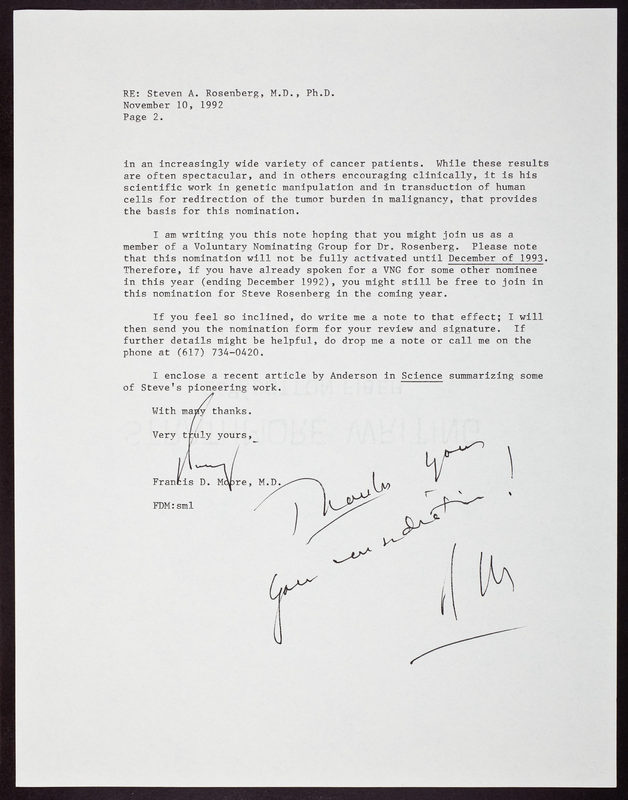 RE: Steven A. Rosenberg, M.D., Ph.D.
November 10, 1992
Page 2.
in an increasingly wide variety of cancer patients. While these results
are often spectacular, and in others encouraging clinically, it is his
scientific work in genetic manipulation and in transduction of human
cells for redirection of the tumor burden in malignancy, that provides
the basis for this nomination.
I am writing you this note hoping that you might join us as a
member of a Voluntary Nominating Group for Dr. Rosenberg. Please note
that this nomination will not be fully activated until December of 1993.
Therefore, if you have already spoken for a VNG for some other nominee
in this year (ending December 1992), you might still be free to join in
this nomination for Steve Rosenberg in the coming year.
If you feel so inclined, do write me a note to that effect; I will
then send you the nomination form for your review and signature. If
further details might be helpful, do drop me a note or call me on the
phone at (617) 734-0420.
I enclose a recent article by Anderson in Science summarizing some
of Steve's pioneering work.
With many thanks.
Very truly yours,
Francis D. Moore, M.D.
FDM:sml
Thanks
your consideration!